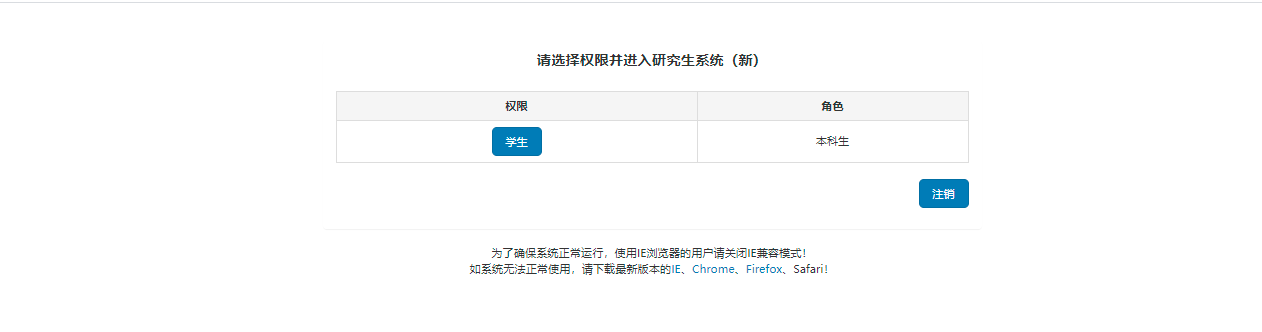 请选择权限并进入研究生系统（新）
权限 角色
学生 本科生
注销
为了确保系统正常运行，使用IE浏览器的用户请关闭IE兼容模式！
如系统无法正常使用，请下载最新版本的IE、Chrome、Firefox、Safari！